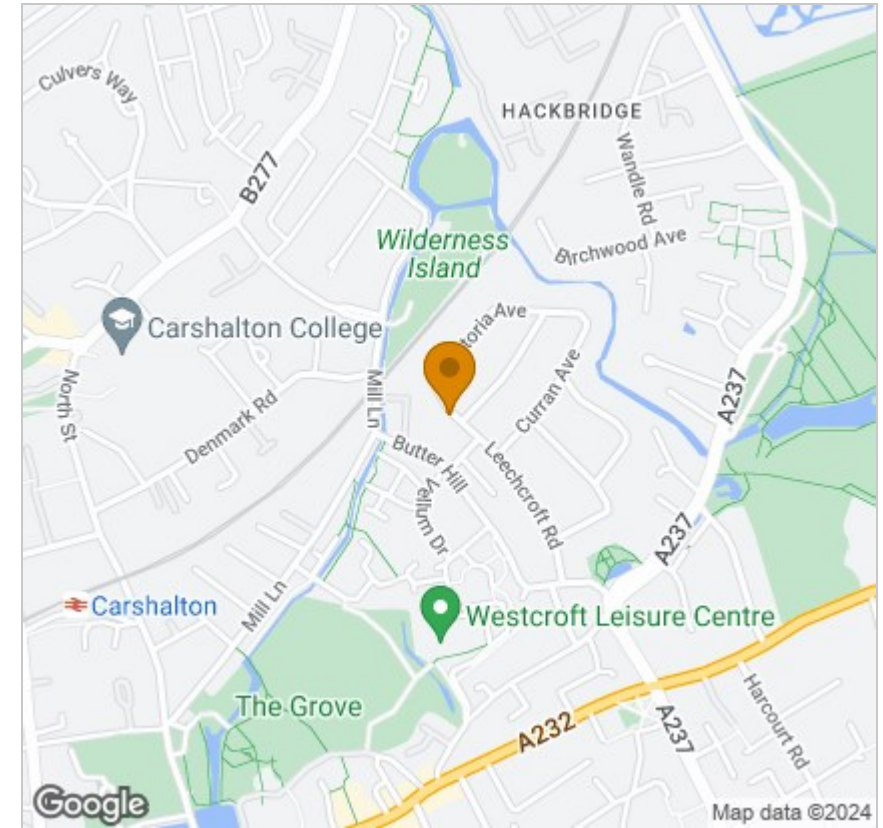 Culvers Way
B277
HACKBRIDGE
Wandle Rd
Wilderness
Island
Birchwood Ave
Carshalton College
toria Ave
North St
Denmark Rd
Mill Ln
Curran Ave
A237
Butter Hill
Leechcroft Rd
Vellum Dr
A237
Carshalton
Mill Ln
Westcroft Leisure Centre
The Grove
A232
A237
Harcourt Rd
Google
Map data ©2024